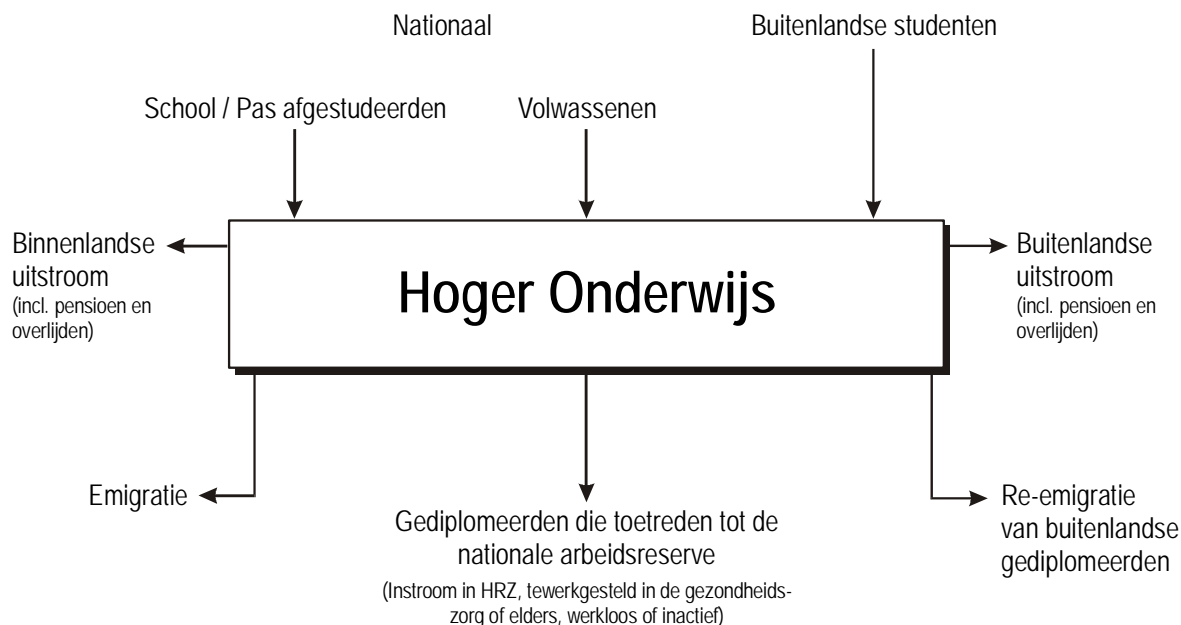 Nationaal
Buitenlandse studenten
School / Pas afgestudeerden
Volwassenen
Binnenlandse
uitstroom
(incl. pensioen en
overlijden)
Hoger Onderwijs
Buitenlandse
uitstroom
(incl. pensioen en
overlijden)
Emigratie
Gediplomeerden die toetreden tot de
nationale arbeidsreserve
(Instroom in HRZ, tewerkgesteld in de gezondheids-
zorg of elders, werkloos of inactief)
Re-emigratie
van buitenlandse
gediplomeerden